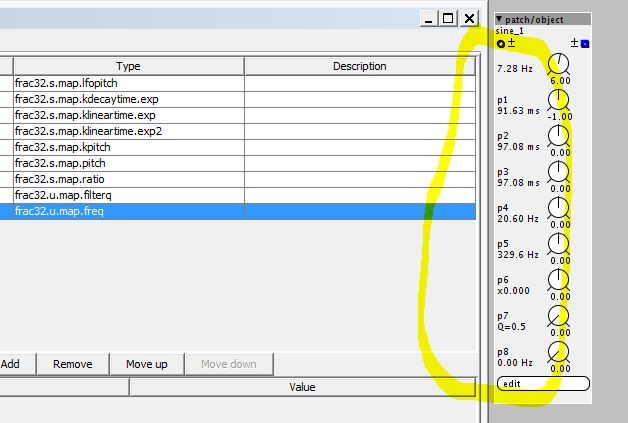 Type Description
frac32.s.map.lfopitch
frac32.s.map.kdecaytime.exp
frac32.s.map.klineartime.exp
frac32.s.map.klineartime.exp2
frac32.s.map.kpitch
frac32.s.map.pitch
frac32.s.map.ratio
frac32.u.map.filterq
frac32.u.map.freq
Add Remove Move up Move down
Value
patch/object
sine_1
7.28 Hz
6.00
p1
91.63 ms
-1.00
p2
97.08 ms
0.00
p3
97.08 ms
0.00
p4
20.60 Hz
0.00
p5
329.6 Hz
0.00
p6
x0.000
0.00
p7
Q=0.5
0.00
p8
0.00 Hz
0.00
edit